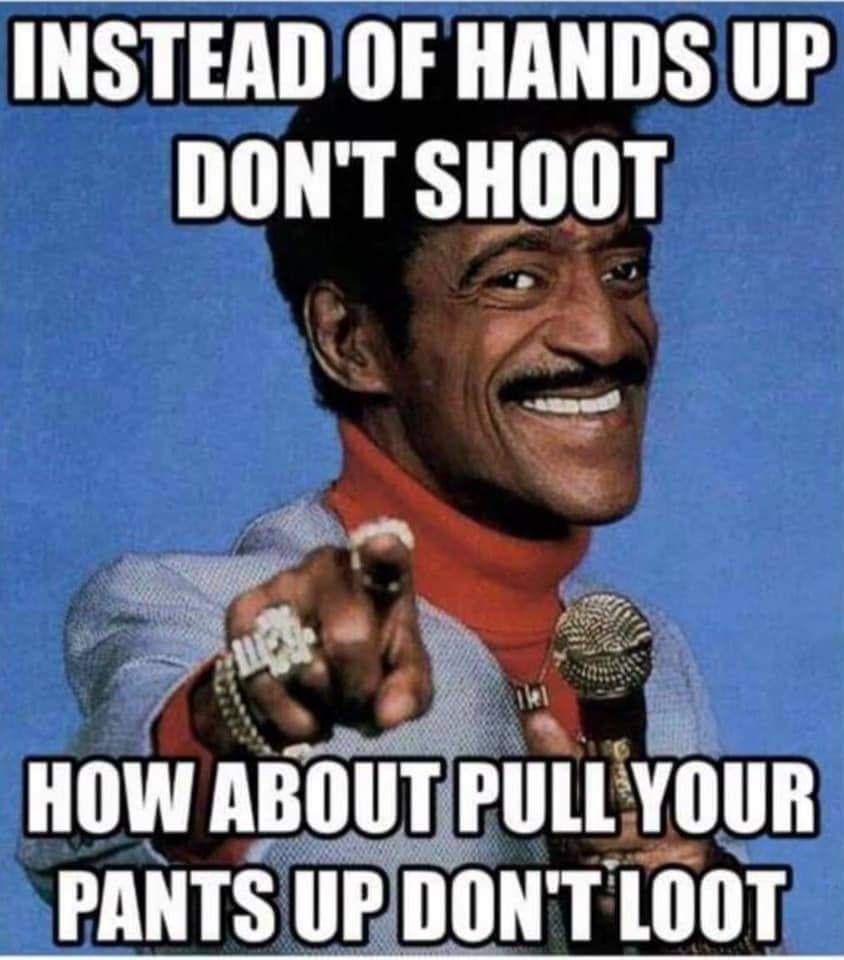 INSTEAD OF HANDS UP
DON'T SHOOT
HOW ABOUT PULL YOUR
PANTS UP DON'T LOOT